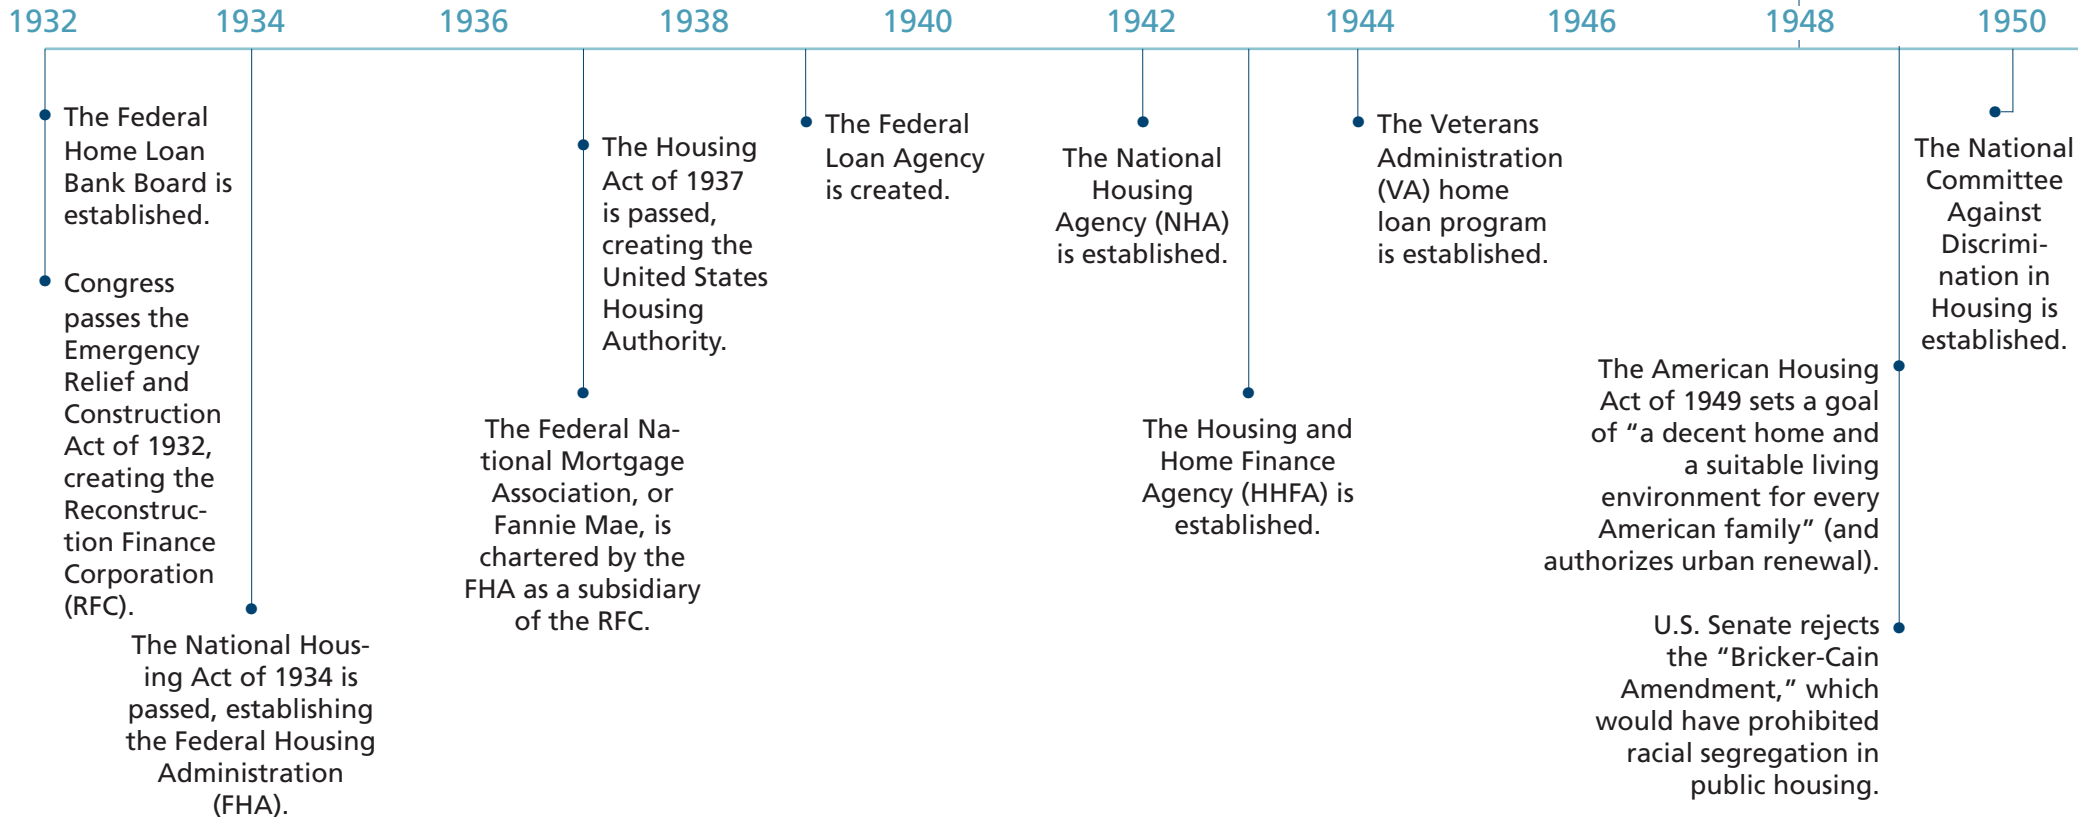 1932 1934 1936 1938 1940 1942 1944 1946 1948 1950
The Federal
Home Loan
Bank Board is
established.
Congress
passes the
Emergency
Relief and
Construction
Act of 1932,
creating the
Reconstruc-
tion Finance
Corporation
(RFC).
The National Hous-
ing Act of 1934 is
passed, establishing
the Federal Housing
Administration
(FHA).
The Housing
Act of 1937
is passed,
creating the
United States
Housing
Authority.
The Federal Na-
tional Mortgage
Association, or
Fannie Mae, is
chartered by the
FHA as a subsidiary
of the RFC.
The Federal
Loan Agency
is created.
The National
Housing
Agency (NHA)
is established.
The Housing and
Home Finance
Agency (HHFA) is
established.
The Veterans
Administration
(VA) home
loan program
is established.
The American Housing
Act of 1949 sets a goal
of “a decent home and
a suitable living
environment for every
American family” (and
authorizes urban renewal).
U.S. Senate rejects
the “Bricker-Cain
Amendment,” which
would have prohibited
racial segregation in
public housing.
The National
Committee
Against
Discrimi-
nation in
Housing is
established.